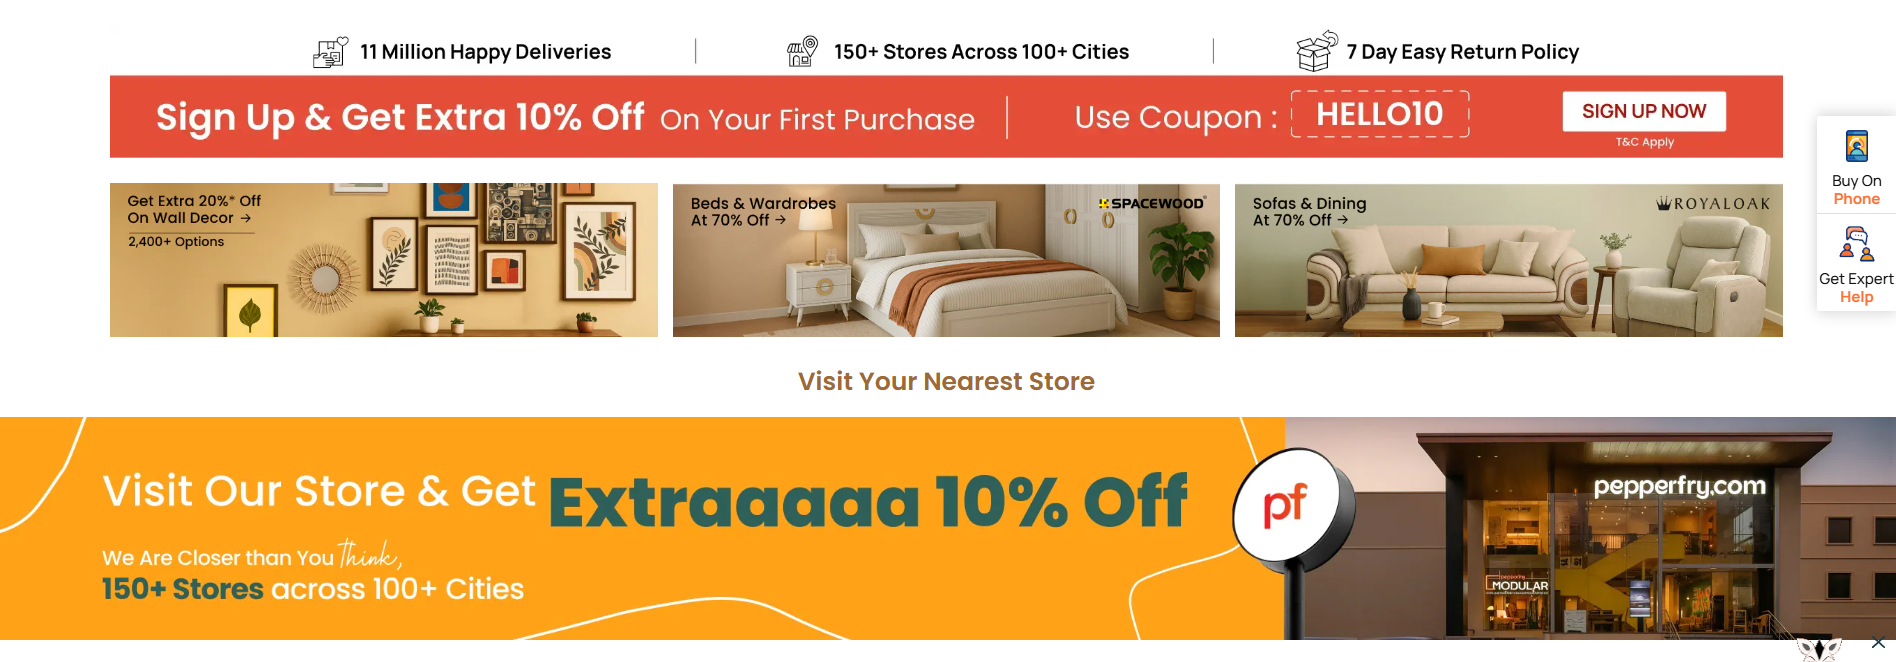 11 Million Happy Deliveries
150+ Stores Across 100+ Cities
7 Day Easy Return Policy
Sign Up & Get Extra 10% Off On Your First Purchase
Use Coupon : HELLO10
SIGN UP NOW
T&C Apply
Buy On
Phone
Get Expert
Help
Get Extra 20%* Off
On Wall Decor →
2,400+ Options
Beds & Wardrobes
At 70% Off →
SPACEWOOD®
Sofas & Dining
At 70% Off →
ROYALOAK
Visit Your Nearest Store
Visit Our Store & Get Extraaaaa 10% Off
We Are Closer than You Think,
150+ Stores across 100+ Cities
pf
pepperfry.com
MODULAR